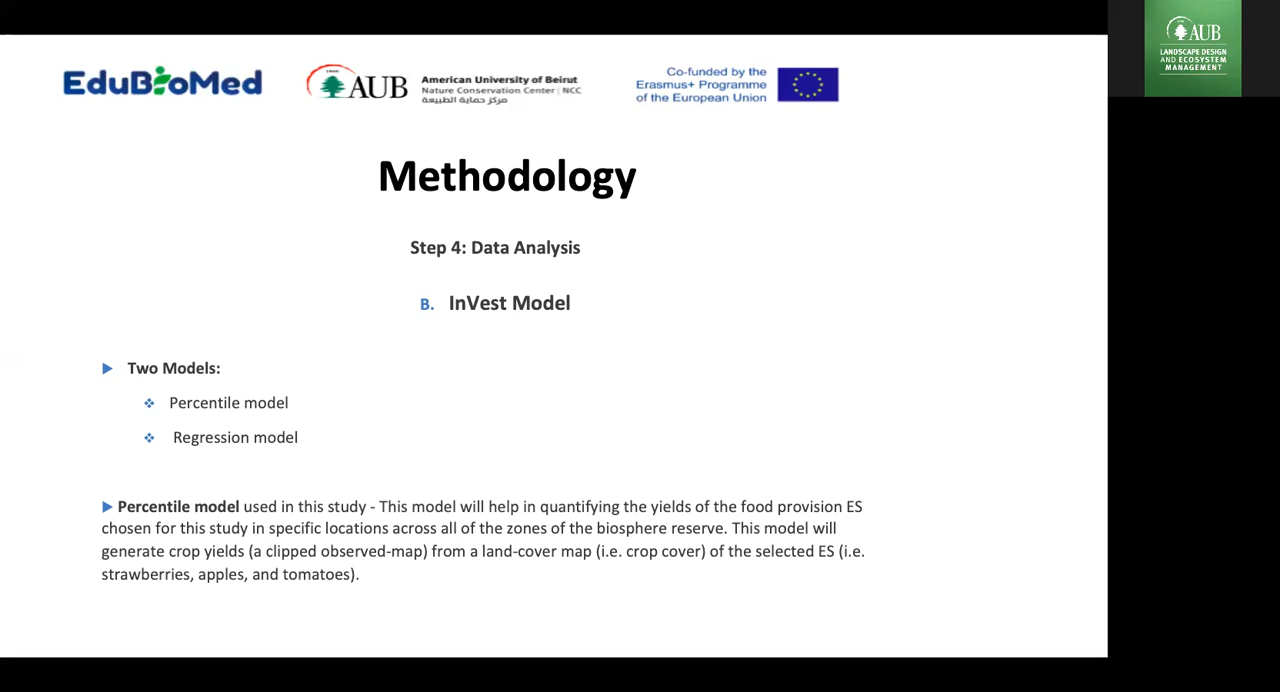 EduBioMed
AUB
American University of Beirut
Nature Conservation Center | NCC
مركز حماية الطبيعة
Co-funded by the
Erasmus+ Programme
of the European Union
AUB
LANDSCAPE DESIGN
AND ECOSYSTEM
MANAGEMENT
Methodology
Step 4: Data Analysis
B. InVest Model
Two Models:
Percentile model
Regression model
Percentile model used in this study - This model will help in quantifying the yields of the food provision ES
chosen for this study in specific locations across all of the zones of the biosphere reserve. This model will
generate crop yields (a clipped observed-map) from a land-cover map (i.e. crop cover) of the selected ES (i.e.
strawberries, apples, and tomatoes).